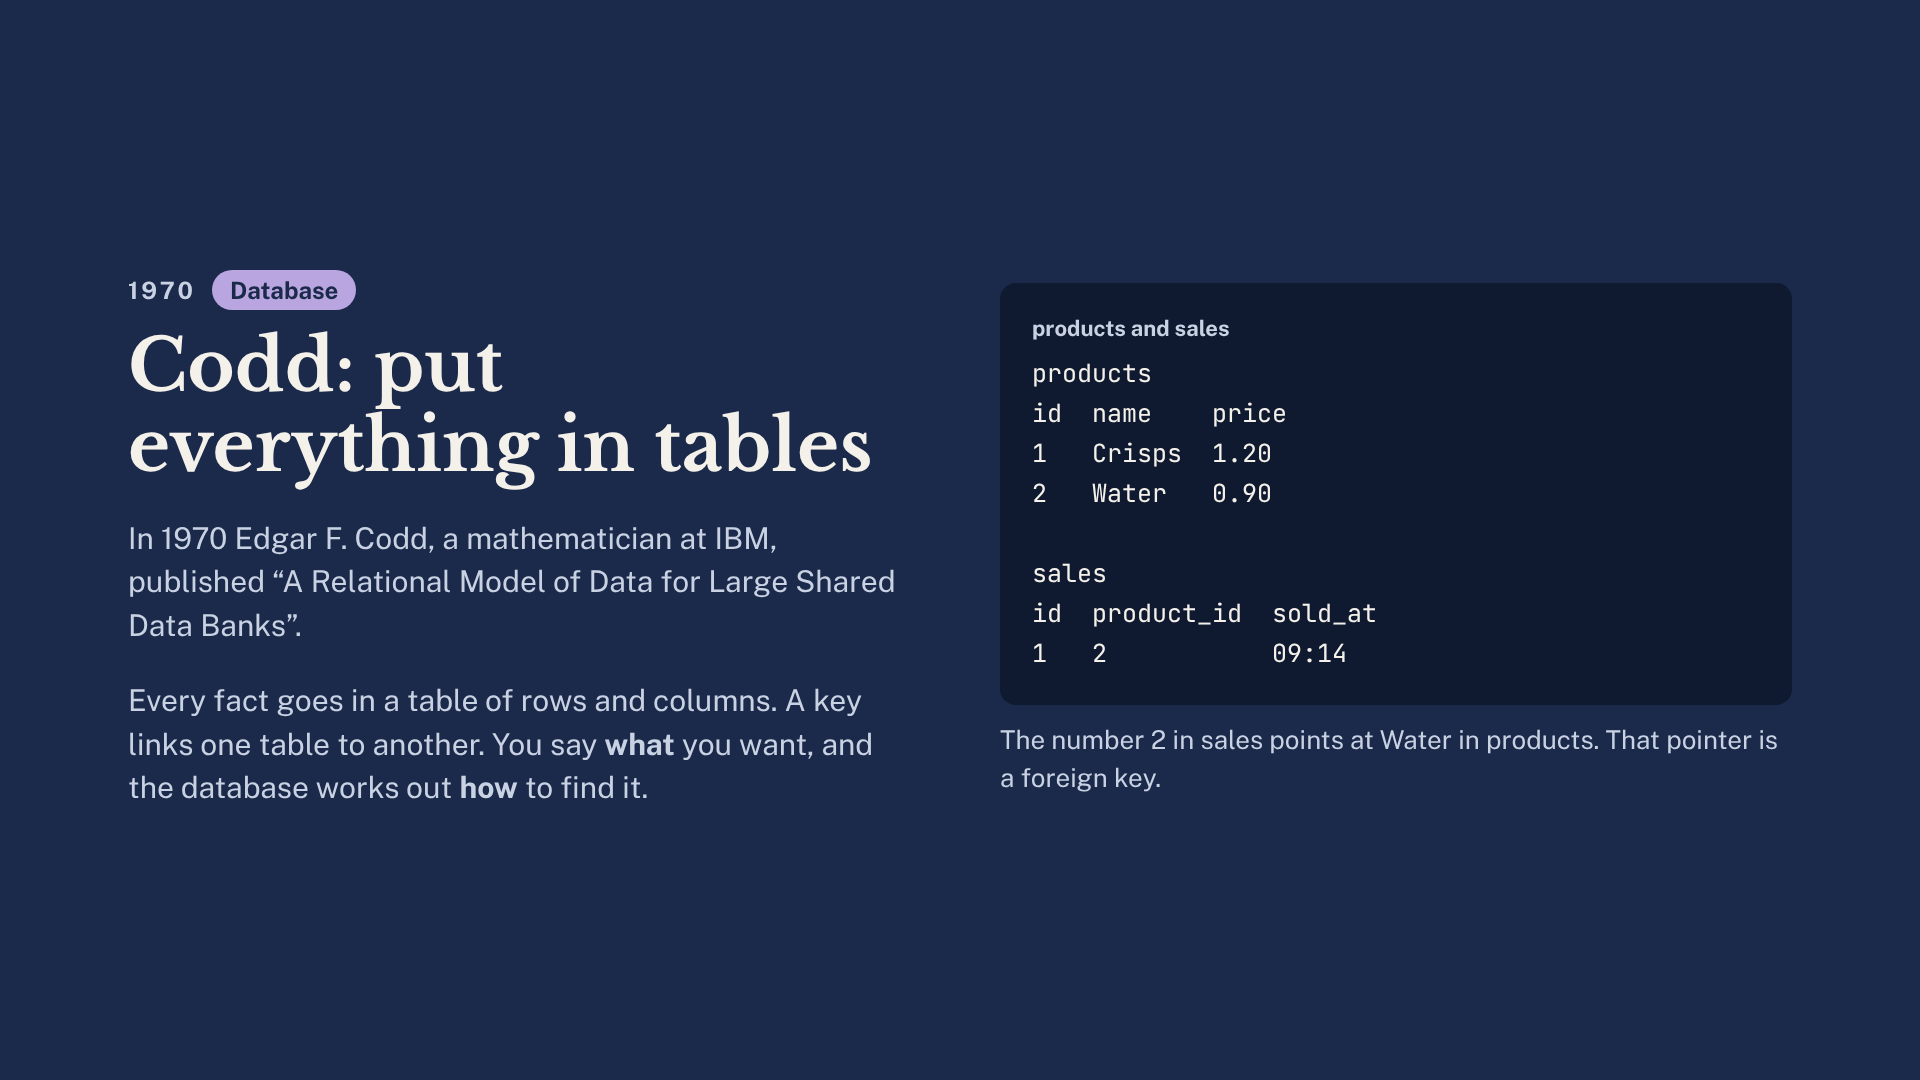 1970 Database
Codd: put
everything in tables
In 1970 Edgar F. Codd, a mathematician at IBM,
published “A Relational Model of Data for Large Shared
Data Banks”.
Every fact goes in a table of rows and columns. A key
links one table to another. You say what you want, and
the database works out how to find it.
products and sales
products
id  name    price
1   Crisps  1.20
2   Water   0.90
sales
id  product_id  sold_at
1   2           09:14
The number 2 in sales points at Water in products. That pointer is
a foreign key.